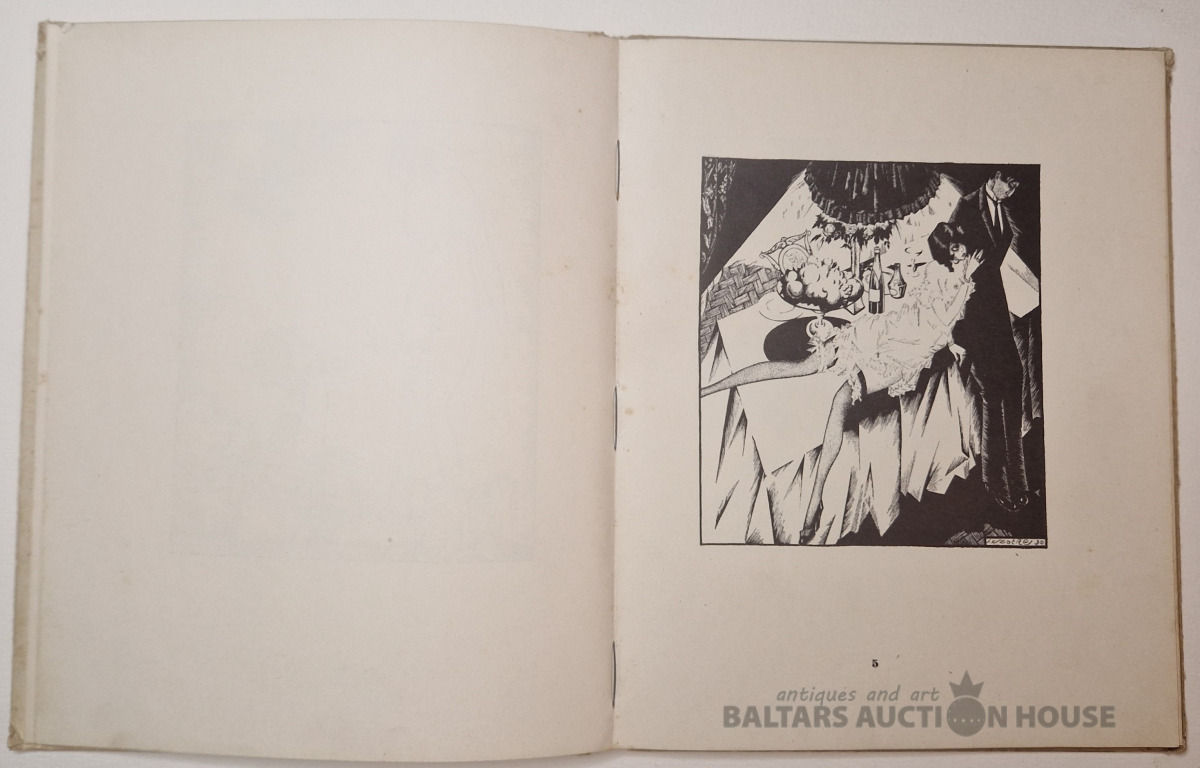 5
antiques and art
BALTARS AUCTION HOUSE